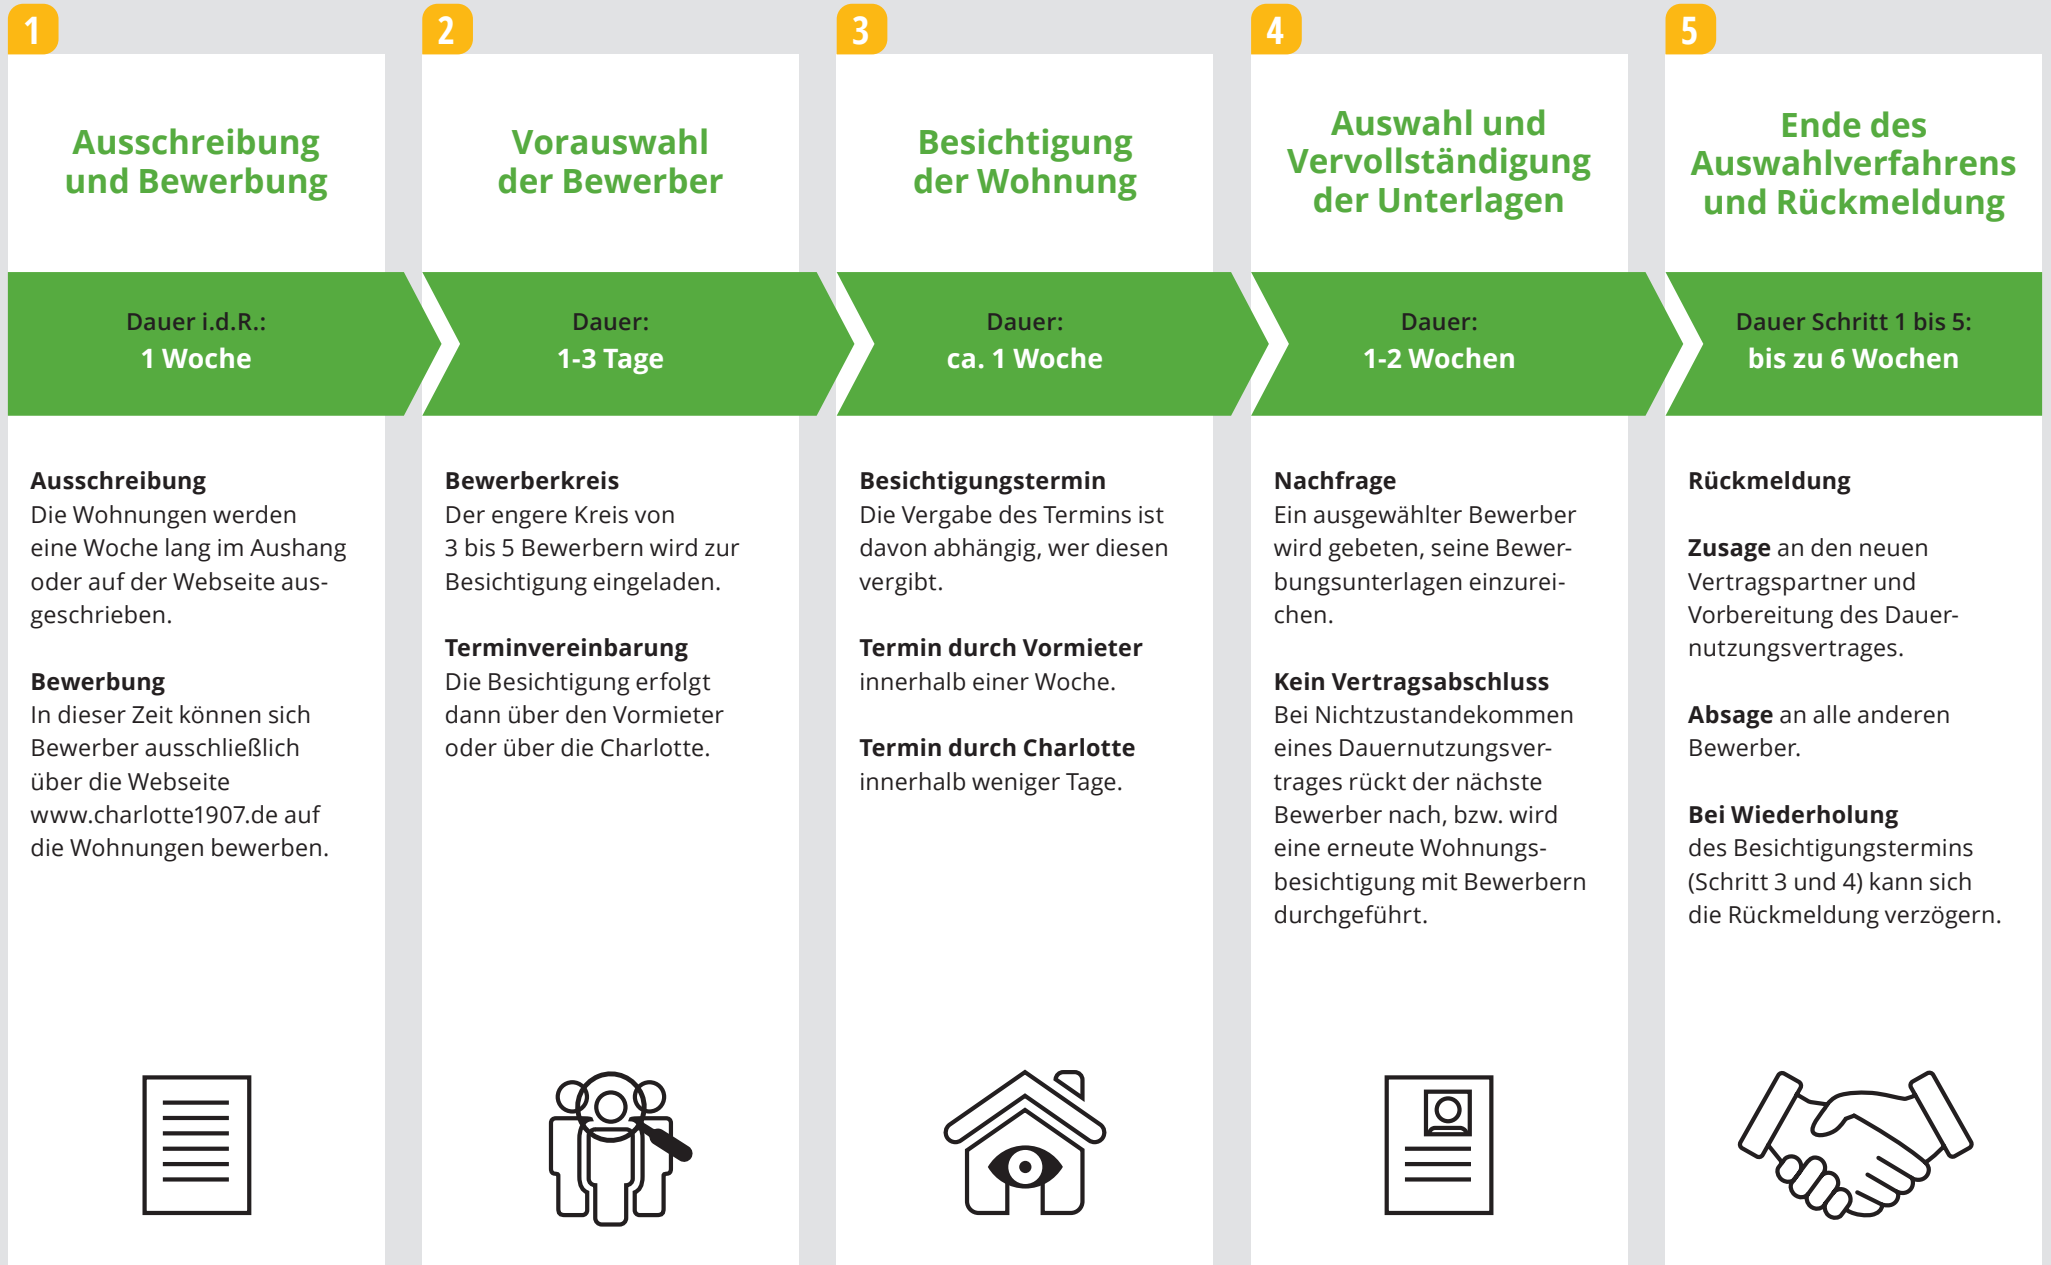 1
Ausschreibung
und Bewerbung
Dauer i.d.R.:
1 Woche
Ausschreibung
Die Wohnungen werden
eine Woche lang im Aushang
oder auf der Webseite aus-
geschrieben.
Bewerbung
In dieser Zeit können sich
Bewerber ausschließlich
über die Webseite
www.charlotte1907.de auf
die Wohnungen bewerben.
2
Vorauswahl
der Bewerber
Dauer:
1-3 Tage
Bewerberkreis
Der engere Kreis von
3 bis 5 Bewerbern wird zur
Besichtigung eingeladen.
Terminvereinbarung
Die Besichtigung erfolgt
dann über den Vormieter
oder über die Charlotte.
3
Besichtigung
der Wohnung
Dauer:
ca. 1 Woche
Besichtigungstermin
Die Vergabe des Termins ist
davon abhängig, wer diesen
vergibt.
Termin durch Vormieter
innerhalb einer Woche.
Termin durch Charlotte
innerhalb weniger Tage.
4
Auswahl und
Vervollständigung
der Unterlagen
Dauer:
1-2 Wochen
Nachfrage
Ein ausgewählter Bewerber
wird gebeten, seine Bewer-
bungsunterlagen einzurei-
chen.
Kein Vertragsabschluss
Bei Nichtzustandekommen
eines Dauernutzungsver-
trages rückt der nächste
Bewerber nach, bzw. wird
eine erneute Wohnungs-
besichtigung mit Bewerbern
durchgeführt.
5
Ende des
Auswahlverfahrens
und Rückmeldung
Dauer Schritt 1 bis 5:
bis zu 6 Wochen
Rückmeldung
Zusage an den neuen
Vertragspartner und
Vorbereitung des Dauer-
nutzungsvertrages.
Absage an alle anderen
Bewerber.
Bei Wiederholung
des Besichtigungstermins
(Schritt 3 und 4) kann sich
die Rückmeldung verzögern.